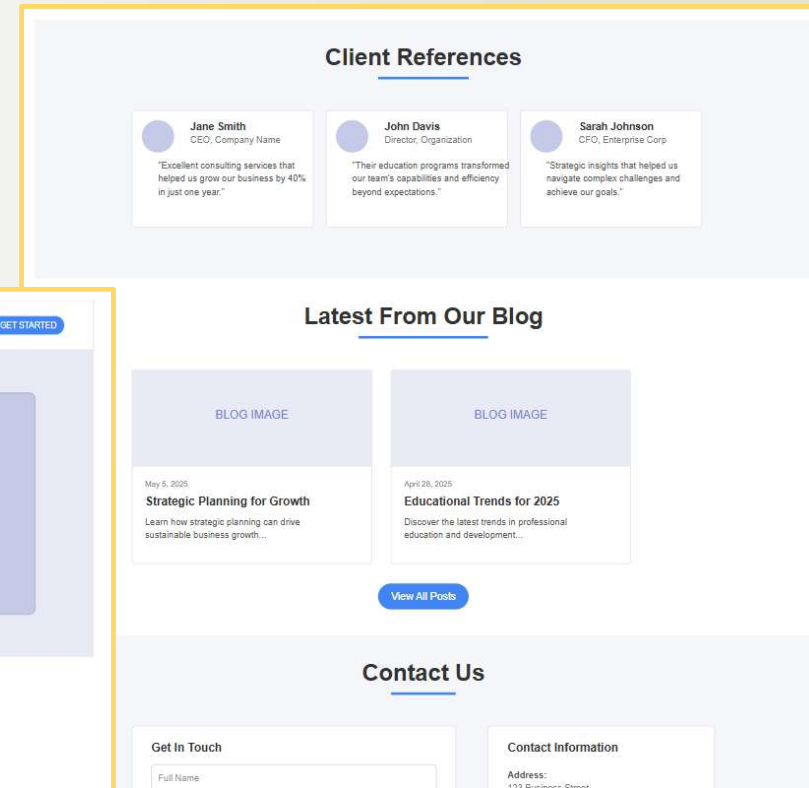 Client References
Jane Smith
CEO, Company Name
"Excellent consulting services that
helped us grow our business by 40%
in just one year."
John Davis
Director, Organization
"Their education programs transformed
our team's capabilities and efficiency
beyond expectations."
Sarah Johnson
CFO, Enterprise Corp
"Strategic insights that helped us
navigate complex challenges and
achieve our goals."
GET STARTED
Latest From Our Blog
BLOG IMAGE
May 5, 2025
Strategic Planning for Growth
Learn how strategic planning can drive
sustainable business growth...
BLOG IMAGE
April 28, 2025
Educational Trends for 2025
Discover the latest trends in professional
education and development...
View All Posts
Contact Us
Get In Touch
Full Name
Contact Information
Address:
123 Business Street